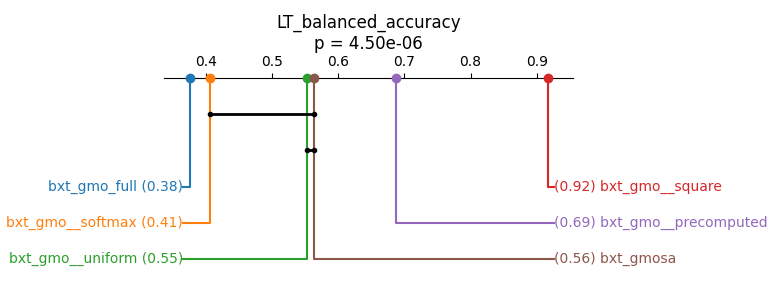 LT_balanced_accuracy
p = 4.50e-06
0.4 0.5 0.6 0.7 0.8 0.9
bxt_gmo_full (0.38) (0.92) bxt_gmo__square
bxt_gmo__softmax (0.41) (0.69) bxt_gmo__precomputed
bxt_gmo__uniform (0.55) (0.56) bxt_gmosa